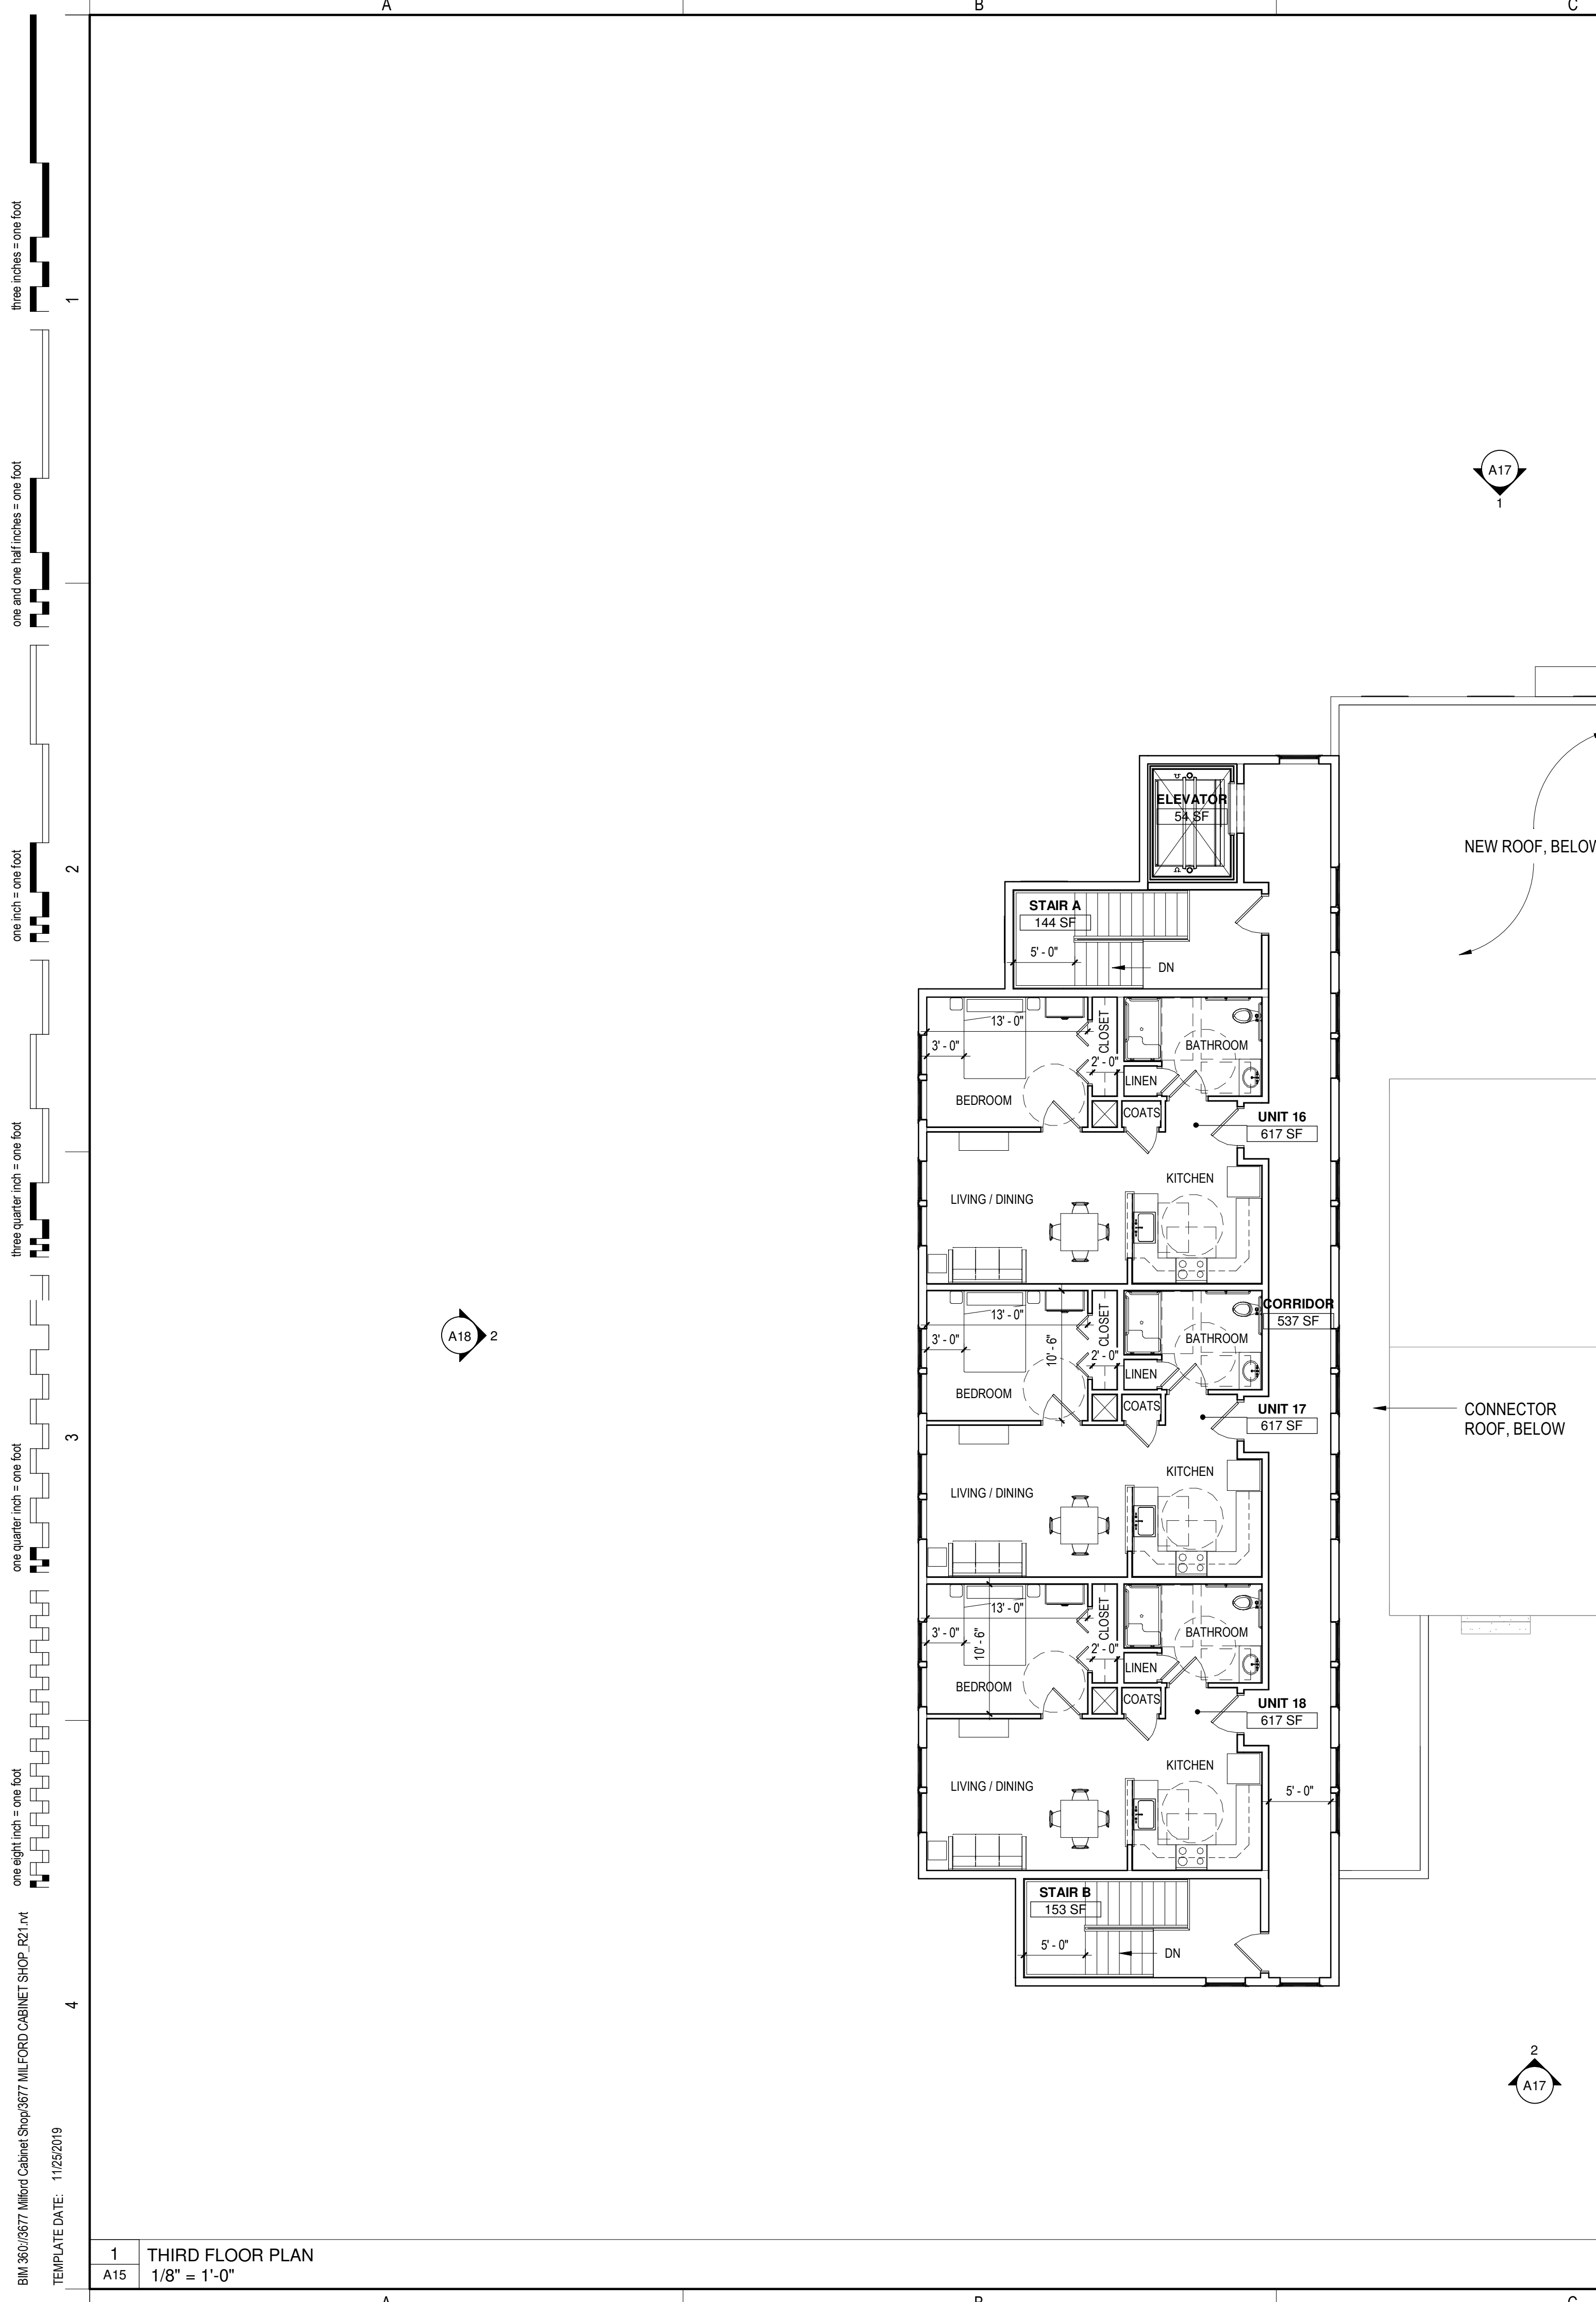 A
B
C
three inches = one foot
1
one and one half inches = one foot
A17
1
one inch = one foot
2
ELEVATOR
54 SF
NEW ROOF, BELOW
STAIR A
144 SF
5' - 0"
DN
13' - 0"
CLOSET
3' - 0"
BATHROOM
2' - 0"
LINEN
BEDROOM
COATS
UNIT 16
617 SF
three quarter inch = one foot
KITCHEN
LIVING / DINING
CORRIDOR
537 SF
13' - 0"
CLOSET
A18
2
3' - 0"
10' - 6"
BATHROOM
2' - 0"
LINEN
BEDROOM
COATS
UNIT 17
617 SF
CONNECTOR
ROOF, BELOW
3
one quarter inch = one foot
KITCHEN
LIVING / DINING
13' - 0"
CLOSET
3' - 0"
10' - 6"
BATHROOM
2' - 0"
LINEN
BEDROOM
COATS
UNIT 18
617 SF
KITCHEN
LIVING / DINING
5' - 0"
one eight inch = one foot
STAIR B
153 SF
5' - 0"
DN
4
2
A17
BIM 360://3677 Milford Cabinet Shop/3677 MILFORD CABINET SHOP_R21.rvt
TEMPLATE DATE: 11/25/2019
1
THIRD FLOOR PLAN
A15
1/8" = 1'-0"
A
B
C